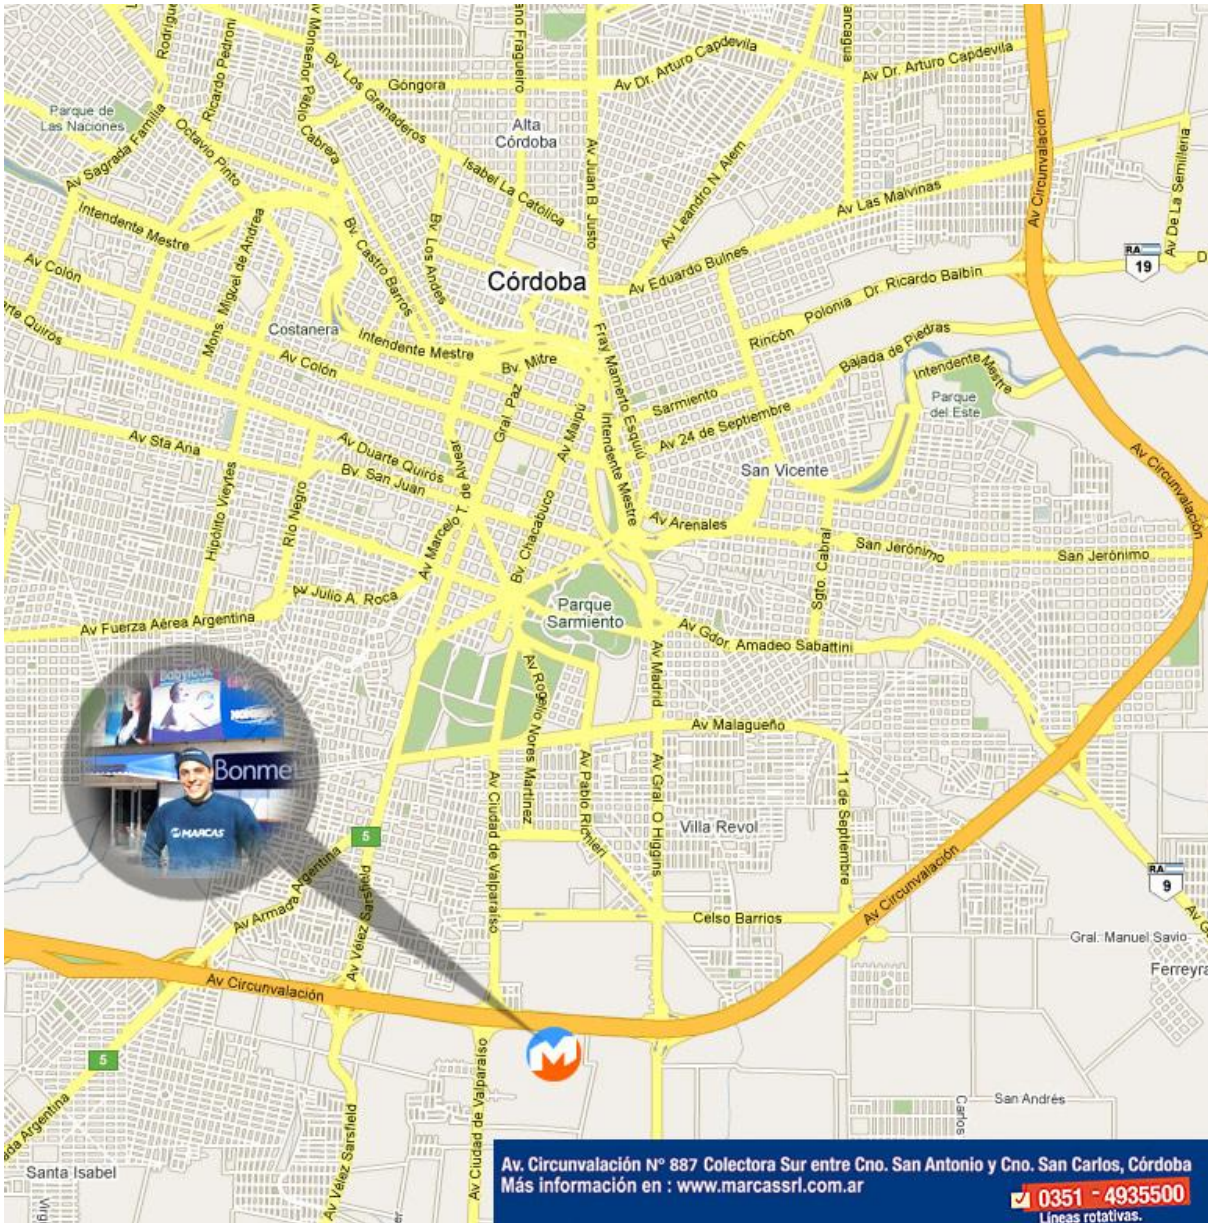 Av Monseñor Pablo Cabrera
Bv. Los Granaderos
Góngora
Av Dr. Arturo Capdevila
Av Dr. Arturo Capdevila
Parque de
Las Naciones
Ricardo Pedroni
Octavio Pinto
Av Sagrada Familia
Alta
Córdoba
Isabel La Católica
Av Juan B. Justo
Av Leandro N. Alem
Av Las Malvinas
Av Circunvalación
Av De La Semillería
Intendente Mestre
Mons. Miguel de Andrea
Bv. Castro Barros
Bv. Los Andes
Av Colón
Córdoba
Av Eduardo Bulnes
Dr. Ricardo Balbín
RA
19
Polonia
Rincón
Costanera
Intendente Mestre
Av Colón
Bv. Mitre
Fray Mamerto Esquiú
Bajada de Piedras
Intendente Mestre
Parque
del Este
Sarmiento
Gral. Paz
Av Maipú
Intendente Mestre
Av 24 de Septiembre
Av Sta Ana
Av Duarte Quirós
Bv. San Juan
San Vicente
Av Circunvalación
Hipólito Vieytes
Río Negro
Av Marcelo T. de Alvear
Bv. Chacabuco
Av Arenales
San Jerónimo
San Jerónimo
Sgto. Cabral
Av Julio A. Roca
Av Fuerza Aérea Argentina
Parque
Sarmiento
Av Gdor. Amadeo Sabattini
Av Madrid
Av Rogelio Nores Martinez
Av Malagueño
Babylook
Bonme
MARCAS
5
Av Ciudad de Valparaíso
Av Pablo Richieri
Av Gral. O Higgins
Villa Revol
11 de Septiembre
Av Armada Argentina
Av Vélez Sarsfield
Celso Barrios
Av Circunvalación
RA
9
Gral. Manuel Savio
Ferreyra
Av Circunvalación
M
5
Av Ciudad de Valparaíso
Av Vélez Sarsfield
San Andrés
Carlos
Santa Isabel
Av. Circunvalación Nº 887 Colectora Sur entre Cno. San Antonio y Cno. San Carlos, Córdoba
Más información en : www.marcassrl.com.ar
0351 - 4935500
Líneas rotativas.